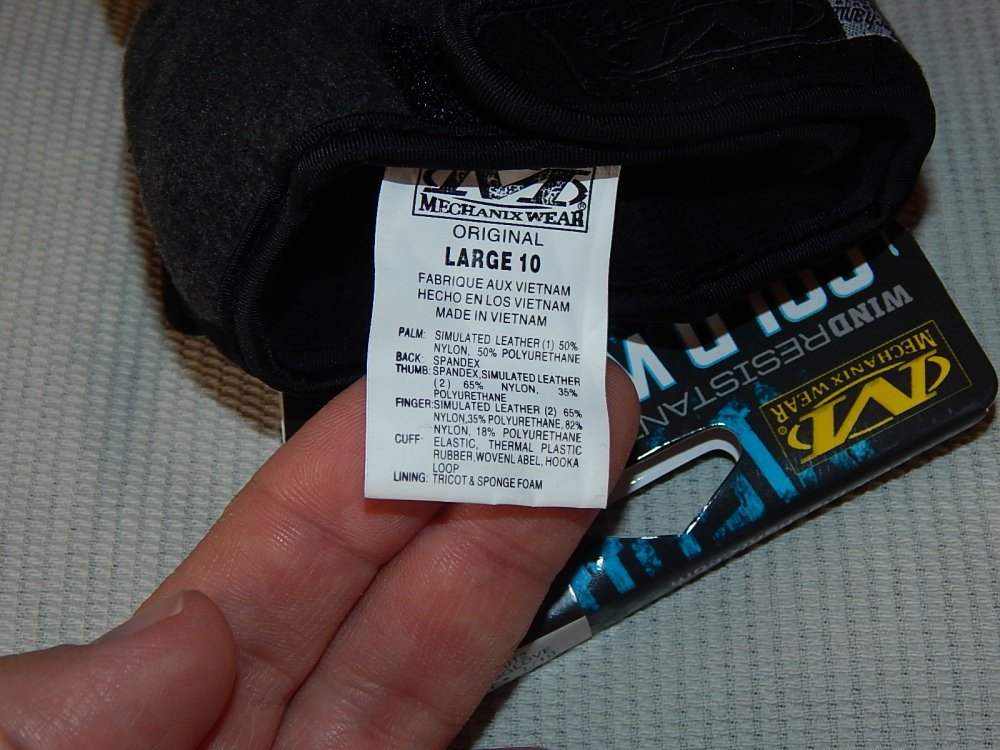 MECHANIX WEAR
ORIGINAL
LARGE 10
FABRIQUE AUX VIETNAM
HECHO EN LOS VIETNAM
MADE IN VIETNAM
PALM: SIMULATED LEATHER (1) 50%
NYLON, 50% POLYURETHANE
BACK: SPANDEX
THUMB: SPANDEX, SIMULATED LEATHER
(2) 65% NYLON, 35%
POLYURETHANE
FINGER: SIMULATED LEATHER (2) 65%
NYLON, 35% POLYURETHANE, 82%
NYLON, 18% POLYURETHANE
CUFF: ELASTIC, THERMAL PLASTIC
RUBBER, WOVENLABEL, HOOKA
LOOP
LINING: TRICOT & SPONGE FOAM
WIND RESISTAN
MECHANIX WEAR